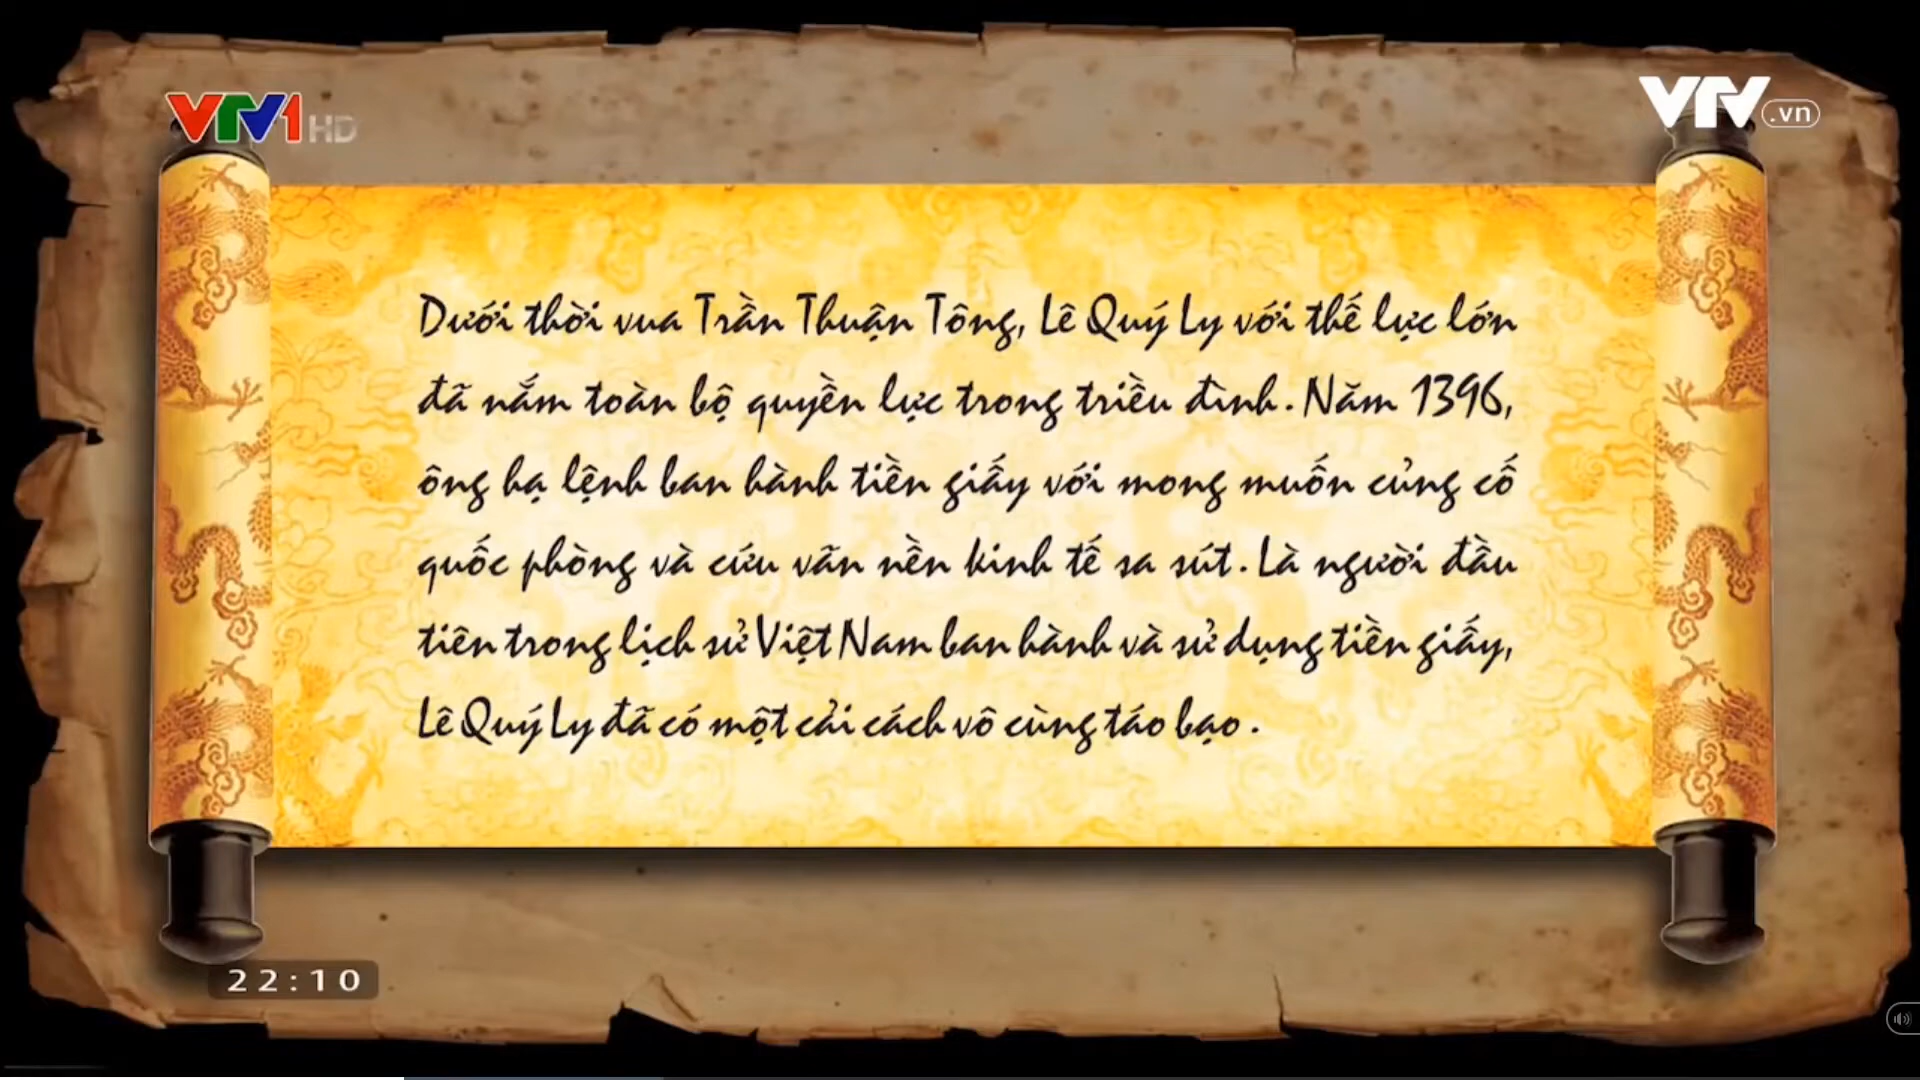 VTV1 HD
VTV.vn
Dưới thời vua Trần Thuận Tông, Lê Quý Ly với thế lực lớn
đã nắm toàn bộ quyền lực trong triều đình. Năm 1396,
ông hạ lệnh ban hành tiền giấy với mong muốn củng cố
quốc phòng và cứu vãn nền kinh tế sa sút. Là người đầu
tiên trong lịch sử Việt Nam ban hành và sử dụng tiền giấy,
Lê Quý Ly đã có một cải cách vô cùng táo bạo.
22:10